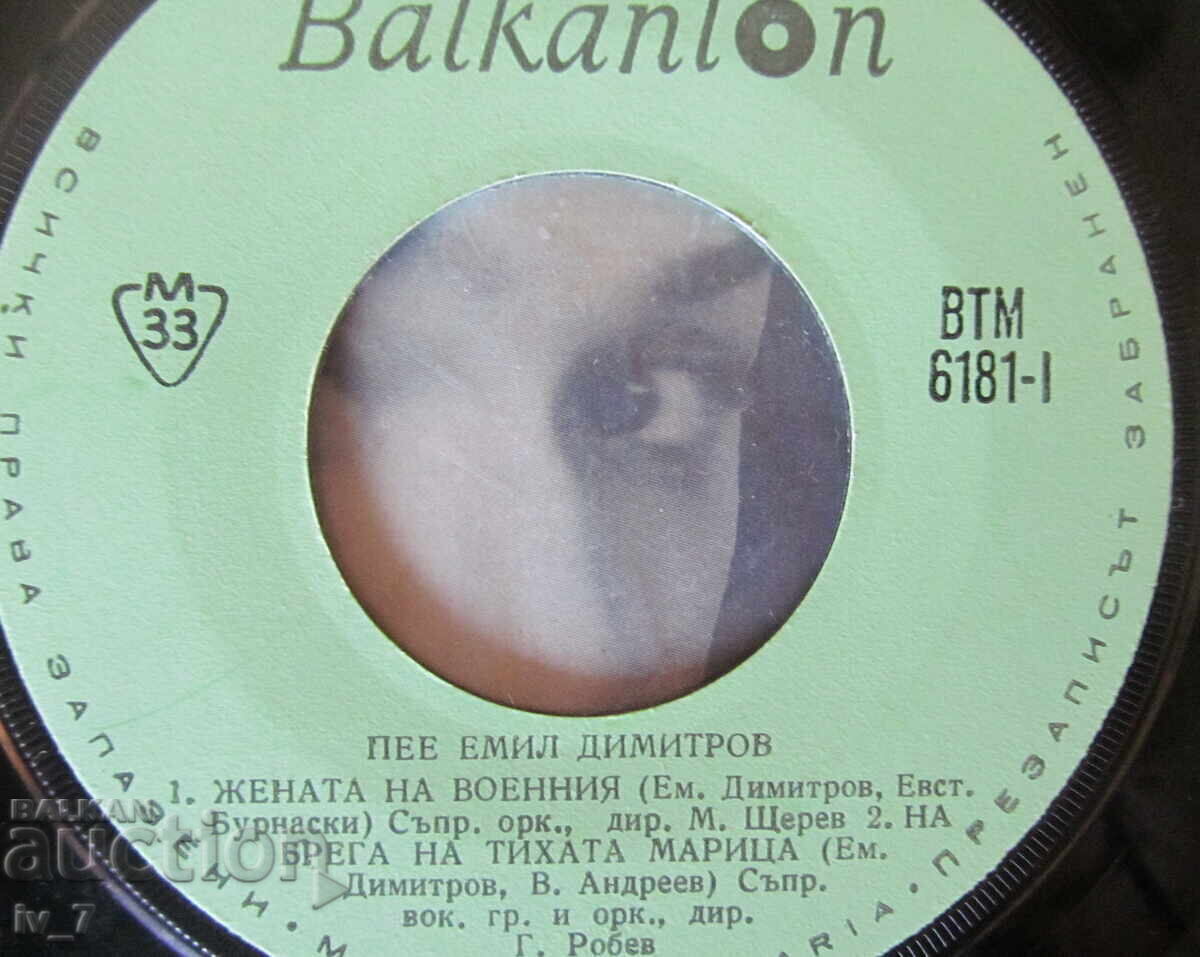 Balkanton
ВСИЧКИ ПРАВА ЗАПАЗЕНИ · М
RIA · ПРЕЗАПИСЪТ ЗАБРАНЕН
М
33
ВТМ
6181-I
ПЕЕ ЕМИЛ ДИМИТРОВ
1. ЖЕНАТА НА ВОЕННИЯ (Ем. Димитров, Евст.
Бурнаски) Съпр. орк., дир. М. Щерев 2. НА
БРЕГА НА ТИХАТА МАРИЦА (Ем.
Димитров, В. Андреев) Съпр.
вок. гр. и орк., дир.
Г. Робев
BALKAN
auction
iv_7